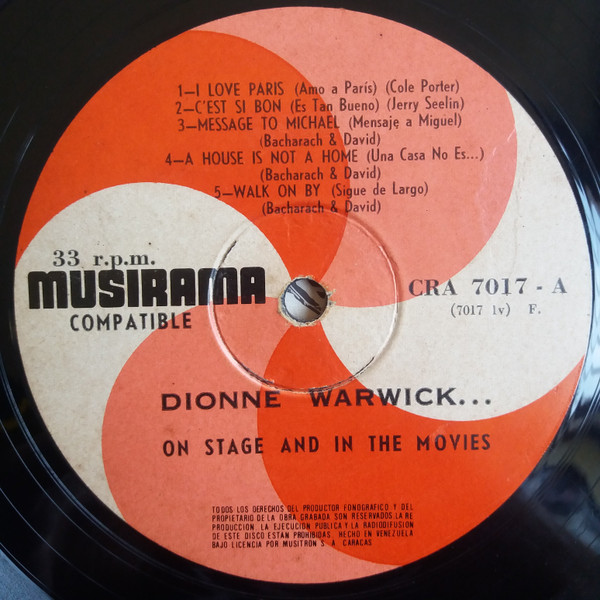 1—I LOVE PARIS (Amo a París) (Cole Porter)
2—C'EST SI BON (Es Tan Bueno) (Jerry Seelin)
3—MESSAGE TO MICHAEL (Mensaje a Miguel)
(Bacharach & David)
4—A HOUSE IS NOT A HOME (Una Casa No Es...)
(Bacharach & David)
5—WALK ON BY (Sigue de Largo)
(Bacharach & David)
33 r.p.m.
MUSIRAMA
COMPATIBLE
CRA 7017 - A
(7017 1v) F.
DIONNE WARWICK...
ON STAGE AND IN THE MOVIES
TODOS LOS DERECHOS DEL PRODUCTOR FONOGRAFICO Y DEL
PROPIETARIO DE LA OBRA GRABADA SON RESERVADOS LA RE
PRODUCCION, LA EJECUCION PUBLICA Y LA RADIODIFUSION
DE ESTE DISCO ESTAN PROHIBIDAS. HECHO EN VENEZUELA
BAJO LICENCIA POR MUSITRON S. A. CARACAS